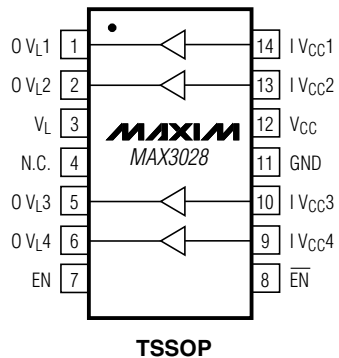 O VL1 1 14 I VCC1
O VL2 2 13 I VCC2
VL 3 MAXIM 12 VCC
N.C. 4 MAX3028 11 GND
O VL3 5 10 I VCC3
O VL4 6 9 I VCC4
EN 7 8 E̅N̅
TSSOP